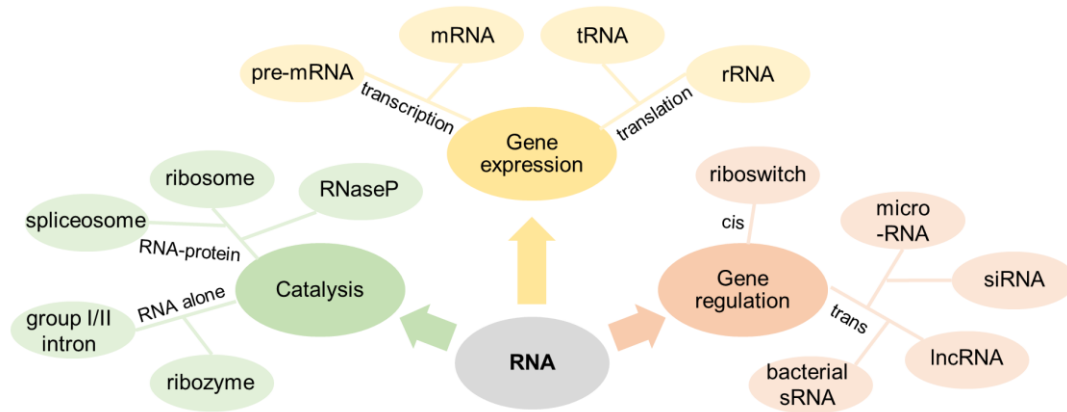 mRNA
tRNA
pre-mRNA
rRNA
transcription
translation
Gene
expression
ribosome
RNaseP
spliceosome
RNA-protein
Catalysis
RNA alone
group I/II
intron
ribozyme
riboswitch
cis
micro
-RNA
Gene
regulation
siRNA
trans
lncRNA
bacterial
sRNA
RNA